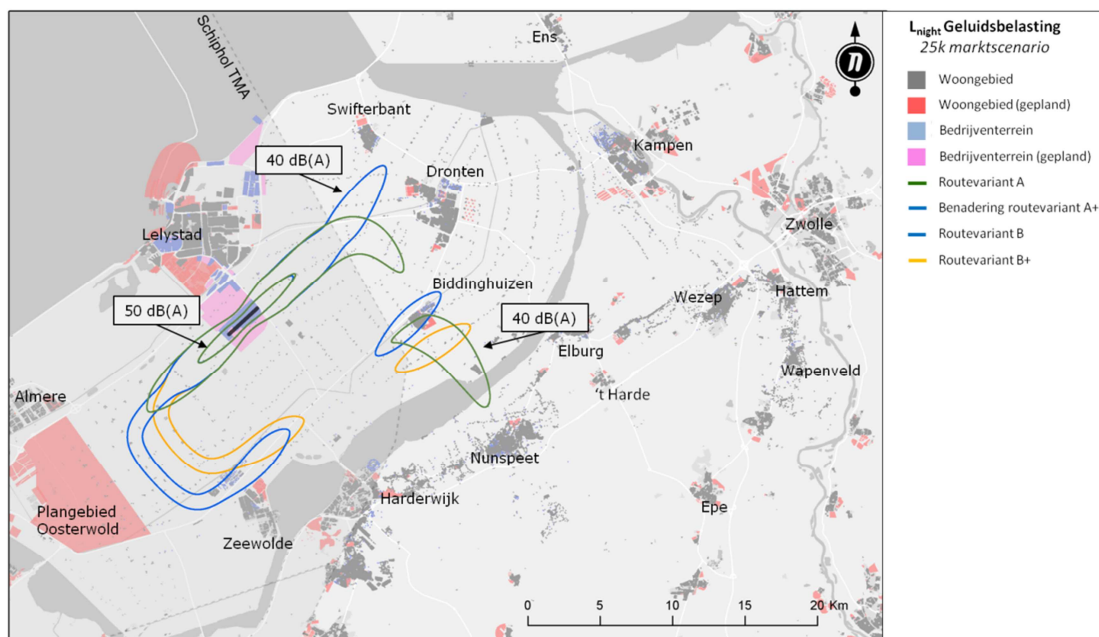 Schiphol TMA
Ens
Swifterbant
40 dB(A)
Kampen
Dronten
Zwolle
Lelystad
Biddinghuizen
Hattem
Wezep
50 dB(A)
40 dB(A)
Elburg
Wapenveld
Almere
't Harde
Nunspeet
Harderwijk
Epe
Plangebied
Oosterwold
Zeewolde
0 5 10 15 20 Km
N
Lnight Geluidsbelasting
25k marktscenario
Woongebied
Woongebied (gepland)
Bedrijventerrein
Bedrijventerrein (gepland)
Routevariant A
Benadering routevariant A+
Routevariant B
Routevariant B+